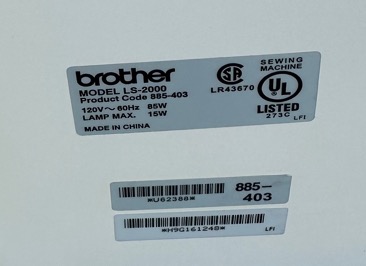 brother
MODEL LS-2000
Product Code 885-403
120V~ 60Hz 85W
LAMP MAX. 15W
MADE IN CHINA
SA
LR43670
SEWING
MACHINE
UL
LISTED
273C
LFI
*U62388*
885-
403
*H9G161248*
LFI